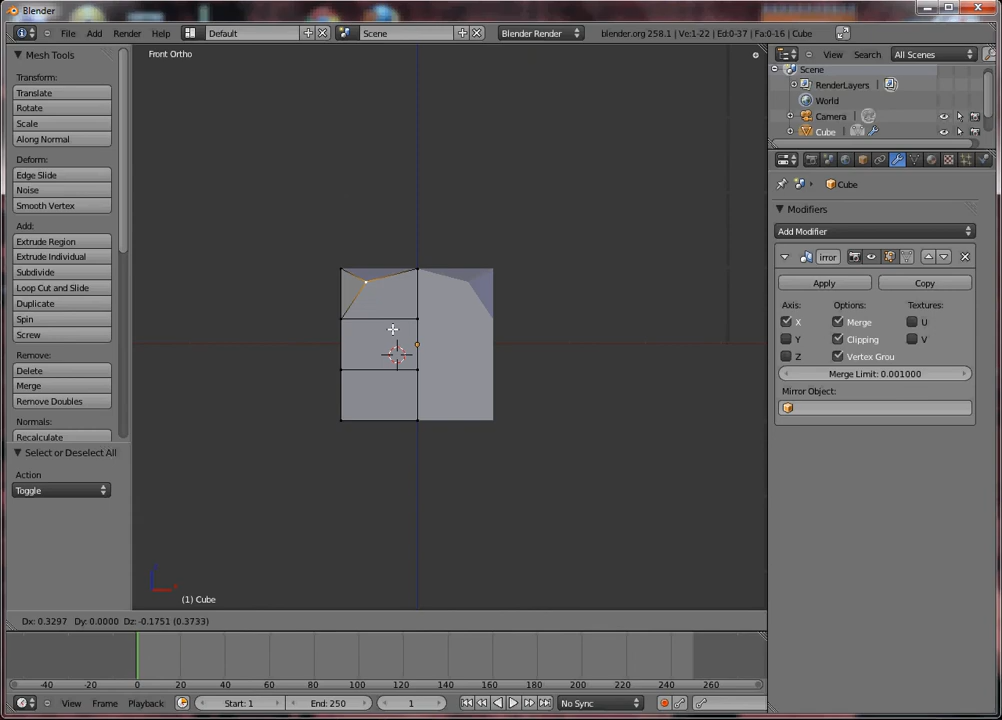 Blender
File Add Render Help Default Scene Blender Render blender.org 258.1 | Ve:1-22 | Ed:0-37 | Fa:0-16 | Cube
Mesh Tools
Transform:
Translate
Rotate
Scale
Along Normal
Deform:
Edge Slide
Noise
Smooth Vertex
Add:
Extrude Region
Extrude Individual
Subdivide
Loop Cut and Slide
Duplicate
Spin
Screw
Remove:
Delete
Merge
Remove Doubles
Normals:
Recalculate
Select or Deselect All
Action
Toggle
Front Ortho
(1) Cube
Dx: 0.3297 Dy: 0.0000 Dz: -0.1751 (0.3733)
View Search All Scenes
Scene
RenderLayers
World
Camera
Cube
Cube
Modifiers
Add Modifier
irror
Apply Copy
Axis: Options: Textures:
X Merge U
Y Clipping V
Z Vertex Grou
Merge Limit: 0.001000
Mirror Object:
-40 -20 0 20 40 60 80 100 120 140 160 180 200 220 240 260
View Frame Playback Start: 1 End: 250 1 No Sync